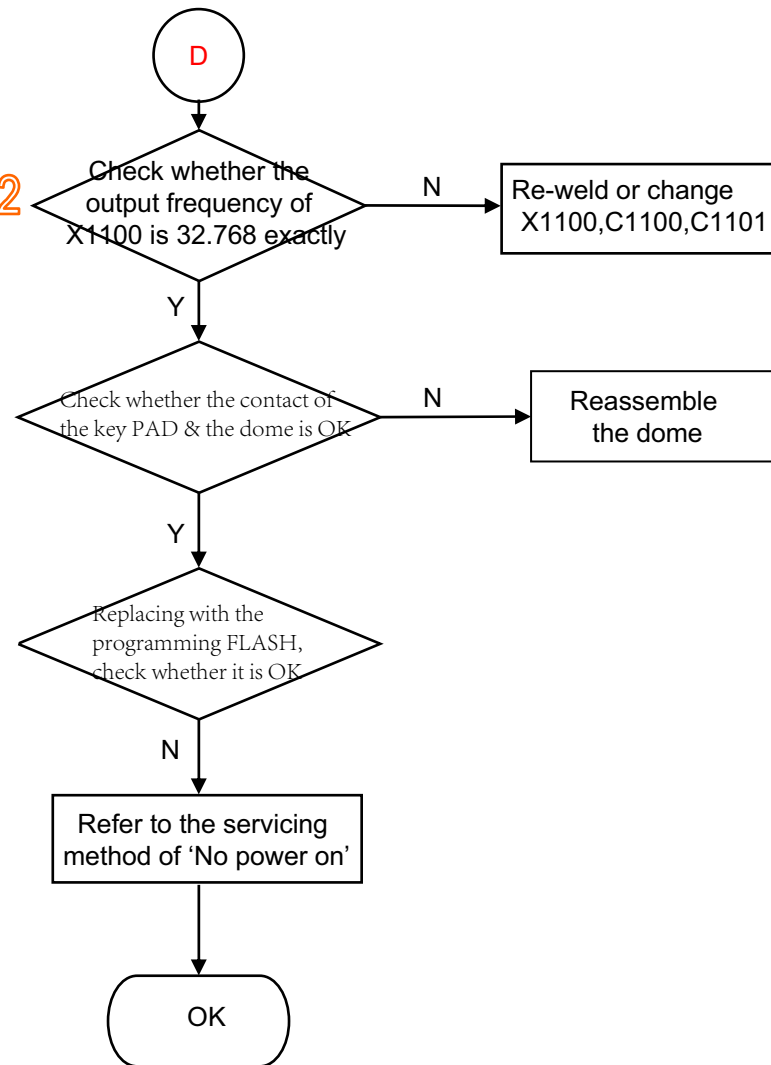 D
2
Check whether the
output frequency of
X1100 is 32.768 exactly
N
Re-weld or change
X1100,C1100,C1101
Y
Check whether the contact of
the key PAD & the dome is OK
N
Reassemble
the dome
Y
Replacing with the
programming FLASH,
check whether it is OK
N
Refer to the servicing
method of ‘No power on’
OK